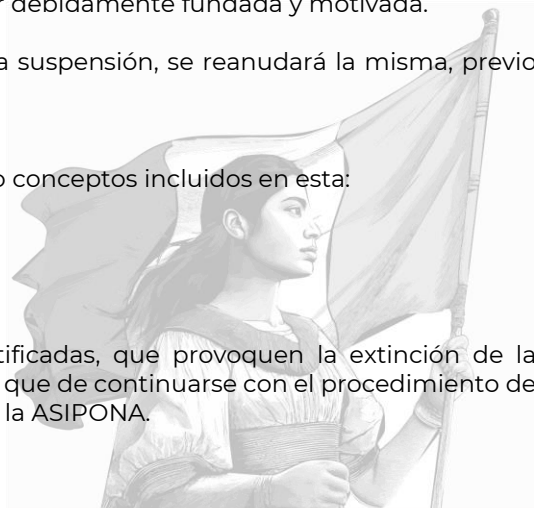 debidamente fundada y motivada.
a suspensión, se reanudará la misma, previo
conceptos incluidos en esta:
tificadas, que provoquen la extinción de la
que de continuarse con el procedimiento de
la ASIPONA.